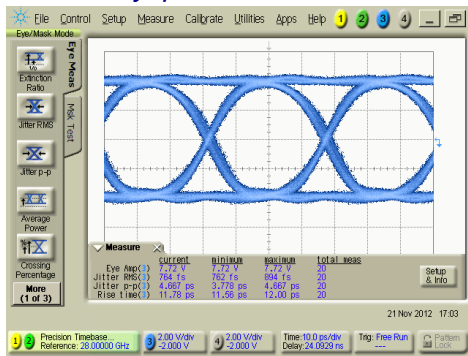 File Control Setup Measure Calibrate Utilities Apps Help 1 2 3 4
Eye/Mask Mode
Eye Meas
Msk Test
Extinction
Ratio
Jitter RMS
Jitter p-p
Average
Power
Crossing
Percentage
More
(1 of 3)
Measure
current minimum maximum total meas
Eye Amp(3) 7.72 V 7.72 V 7.72 V 20
Jitter RMS(3) 764 fs 762 fs 894 fs 20
Jitter p-p(3) 4.667 ps 3.778 ps 4.667 ps 20
Rise time(3) 11.78 ps 11.56 ps 12.00 ps 20
Setup
& Info
21 Nov 2012 17:03
1 2 Precision Timebase...
Reference: 28.00000 GHz
3 2.00 V/div
-2.000 V
4 2.00 V/div
-2.000 V
Time:10.0 ps/div
Delay:24.0929 ns
Trig: Free Run
----
Pattern
Lock